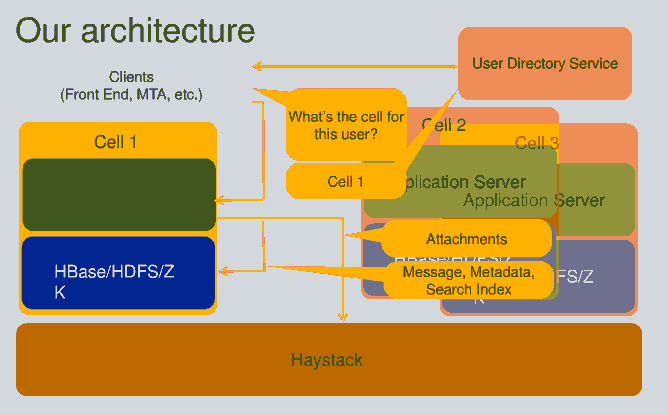 Our architecture
Clients
(Front End, MTA, etc.)
User Directory Service
What's the cell for
this user?
Cell 1
Cell 1
Cell 2
Cell 3
plication Server
Application Server
Attachments
Message, Metadata,
Search Index
HBase/HDFS/Z
K
HBase/HDFS/Z
K
FS/Z
K
Haystack